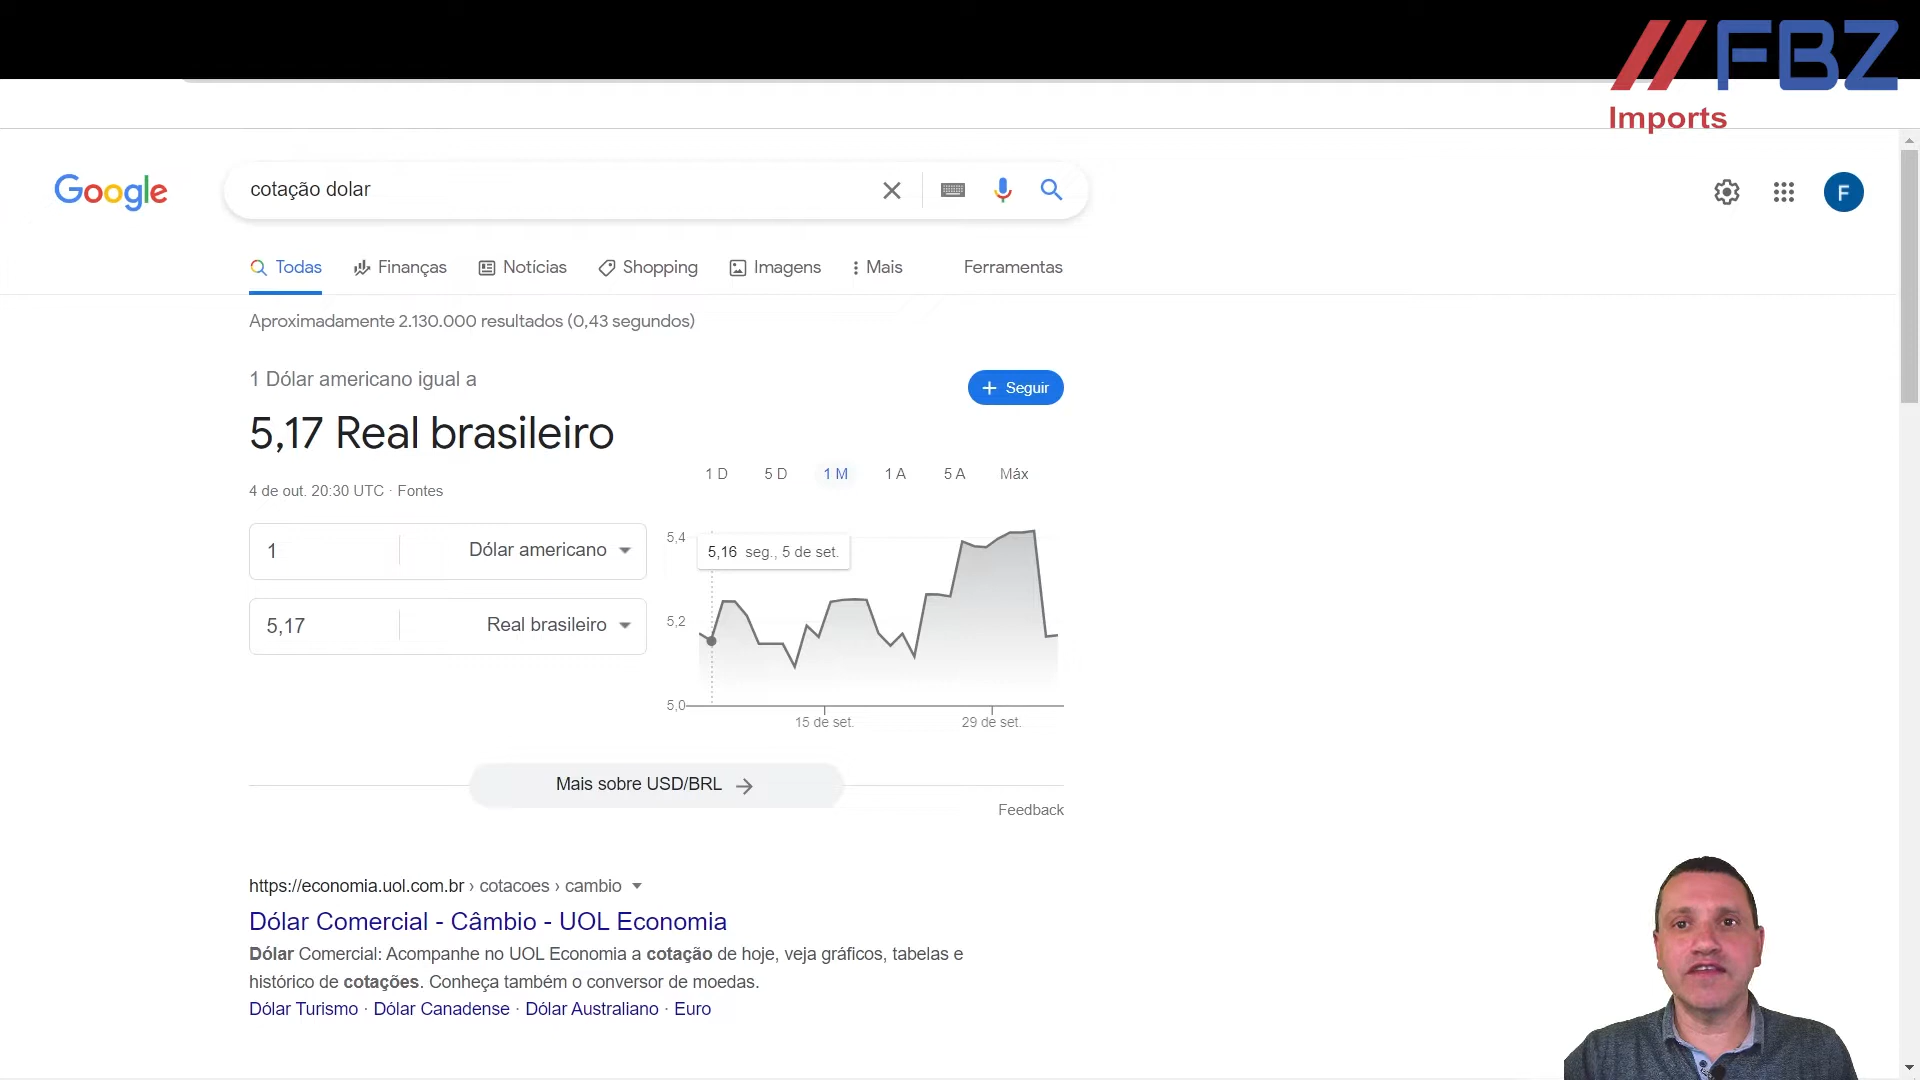 FBZ
Imports
Google
cotação dolar
F
Todas
Finanças
Notícias
Shopping
Imagens
Mais
Ferramentas
Aproximadamente 2.130.000 resultados (0,43 segundos)
1 Dólar americano igual a
Seguir
5,17 Real brasileiro
1 D
5 D
1 M
1 A
5 A
Máx
4 de out. 20:30 UTC · Fontes
1 Dólar americano
5,17 Real brasileiro
5,4
5,16 seg., 5 de set.
5,2
5,0
15 de set.
29 de set.
Mais sobre USD/BRL
Feedback
https://economia.uol.com.br › cotacoes › cambio
Dólar Comercial - Câmbio - UOL Economia
Dólar Comercial: Acompanhe no UOL Economia a cotação de hoje, veja gráficos, tabelas e
histórico de cotações. Conheça também o conversor de moedas.
Dólar Turismo · Dólar Canadense · Dólar Australiano · Euro